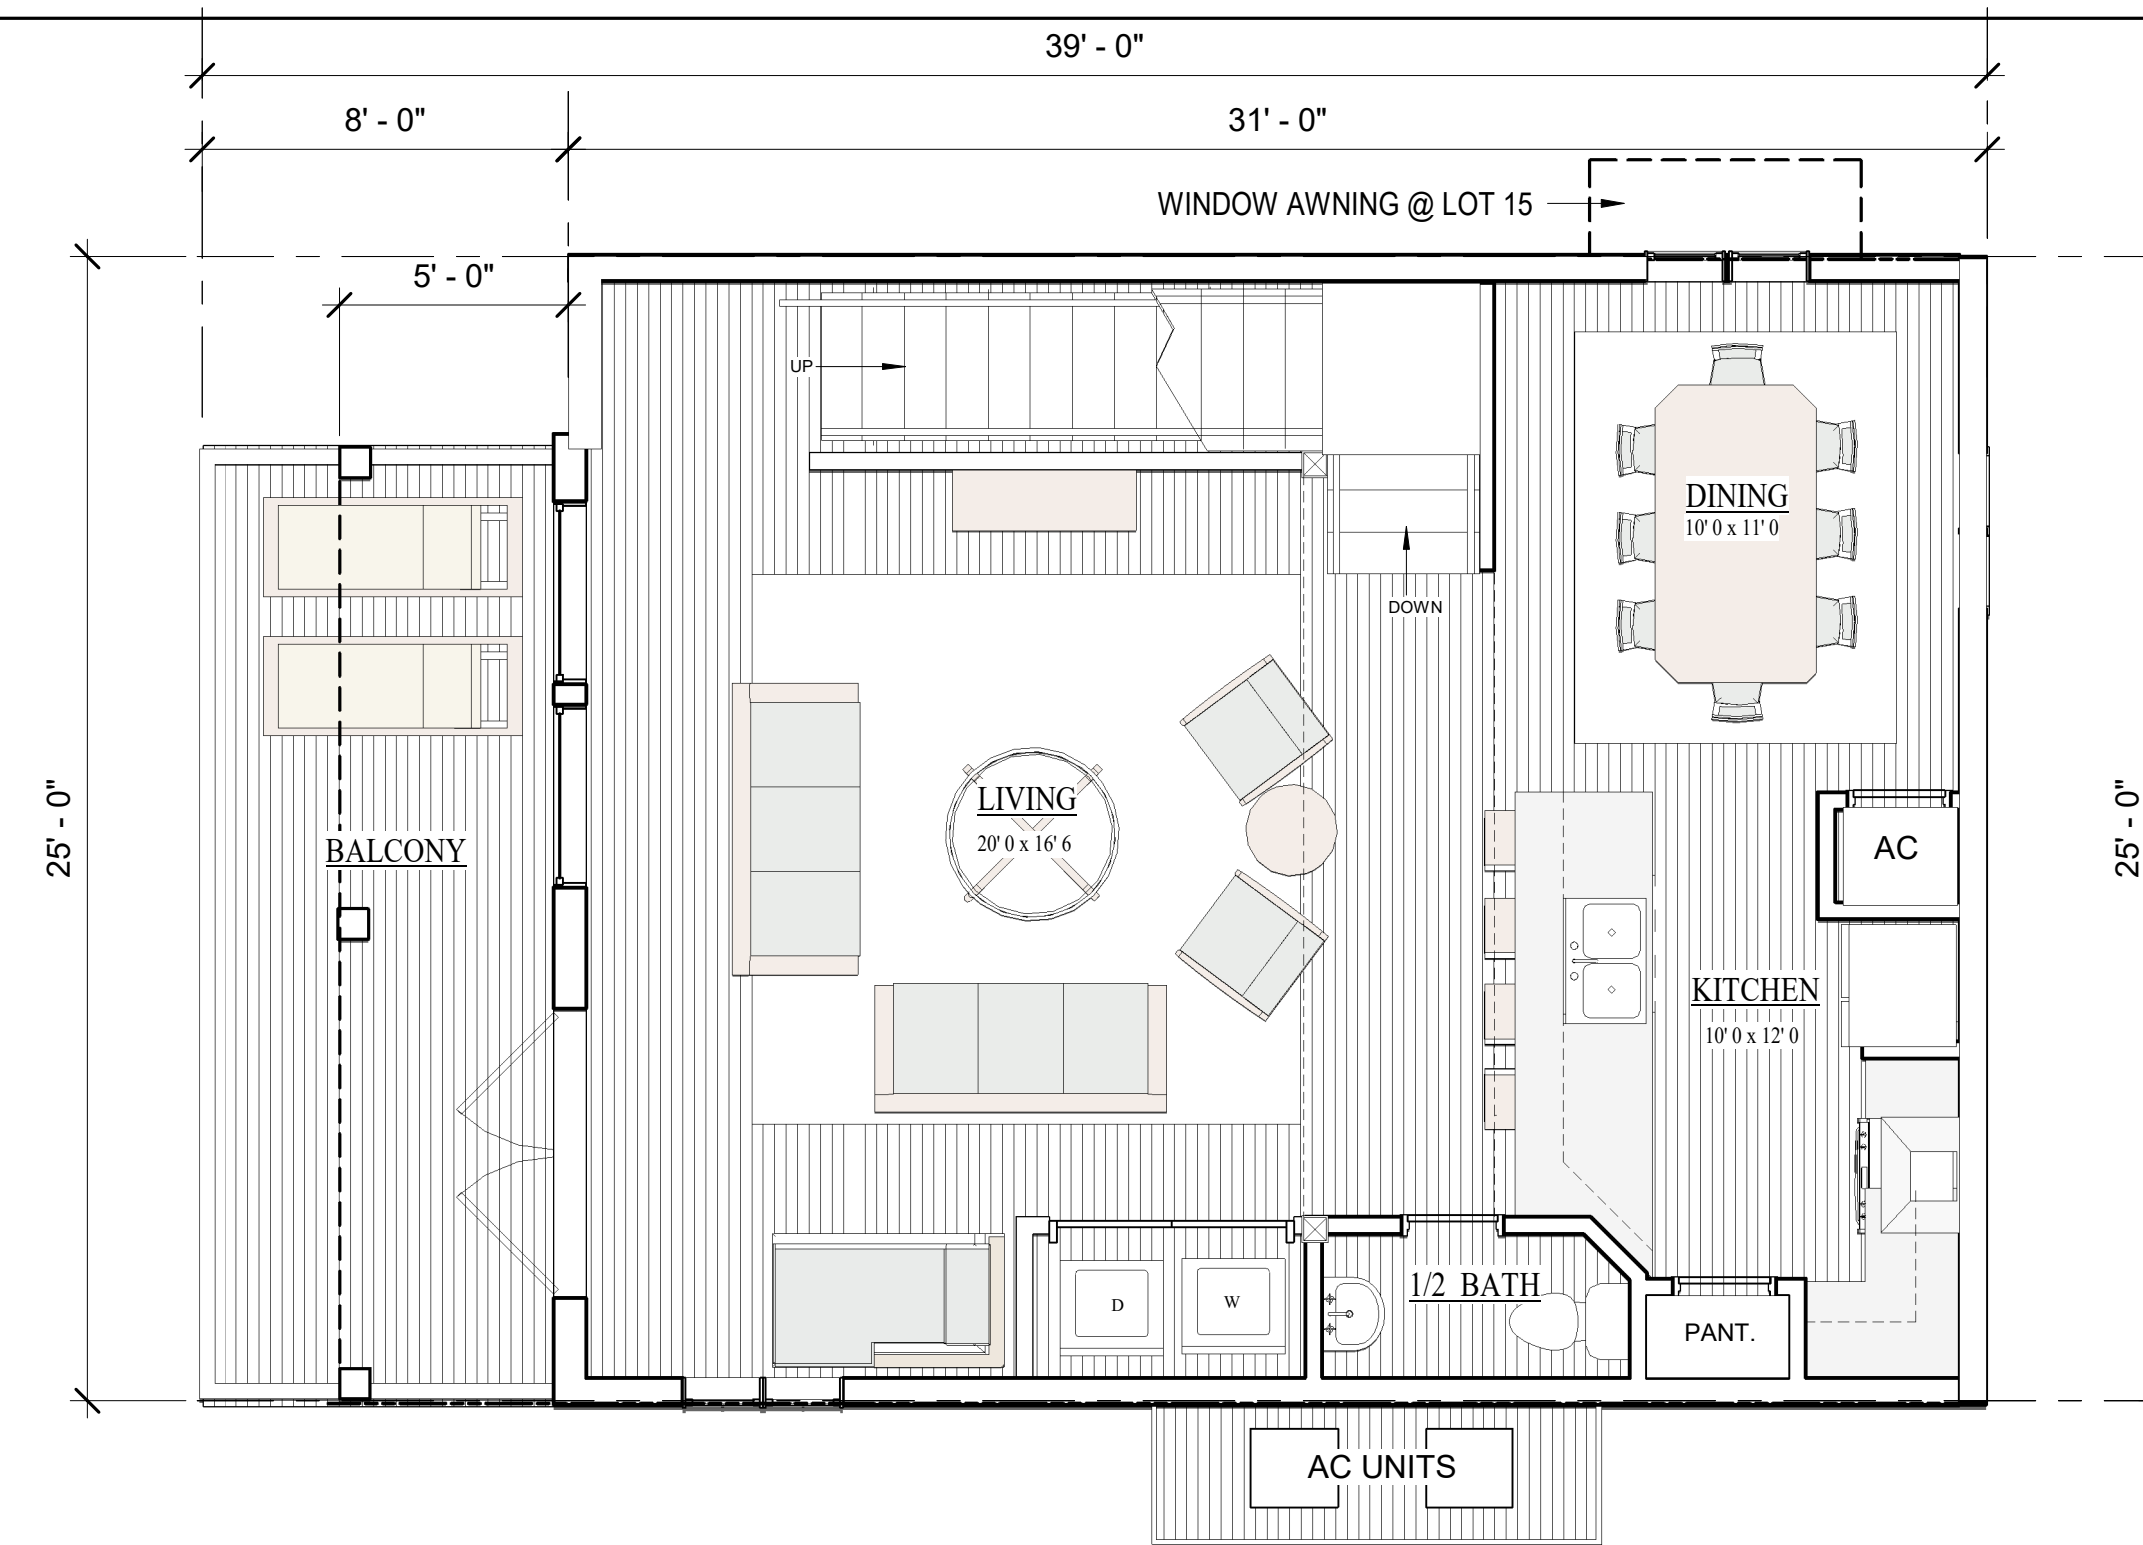 39' - 0"
8' - 0"
31' - 0"
WINDOW AWNING @ LOT 15
5' - 0"
UP
DINING
10' 0 x 11' 0
DOWN
25' - 0"
25' - 0"
LIVING
20' 0 x 16' 6
BALCONY
AC
KITCHEN
10' 0 x 12' 0
1/2 BATH
D
W
PANT.
AC UNITS